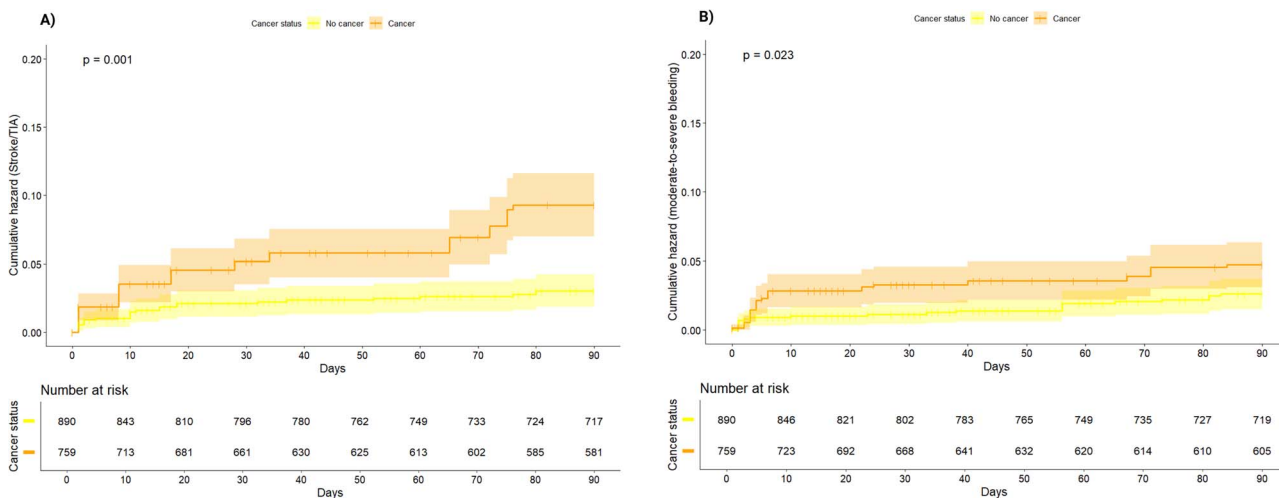 A)
Cancer status No cancer Cancer
p = 0.001
Cumulative hazard (Stroke/TIA)
0.20
0.15
0.10
0.05
0.00
0 10 20 30 40 50 60 70 80 90
Days
Number at risk
Cancer status
890 843 810 796 780 762 749 733 724 717
759 713 681 661 630 625 613 602 585 581
0 10 20 30 40 50 60 70 80 90
Days
B)
Cancer status No cancer Cancer
p = 0.023
Cumulative hazard (moderate-to-severe bleeding)
0.20
0.15
0.10
0.05
0.00
0 10 20 30 40 50 60 70 80 90
Days
Number at risk
Cancer status
890 846 821 802 783 765 749 735 727 719
759 723 692 668 641 632 620 614 610 605
0 10 20 30 40 50 60 70 80 90
Days